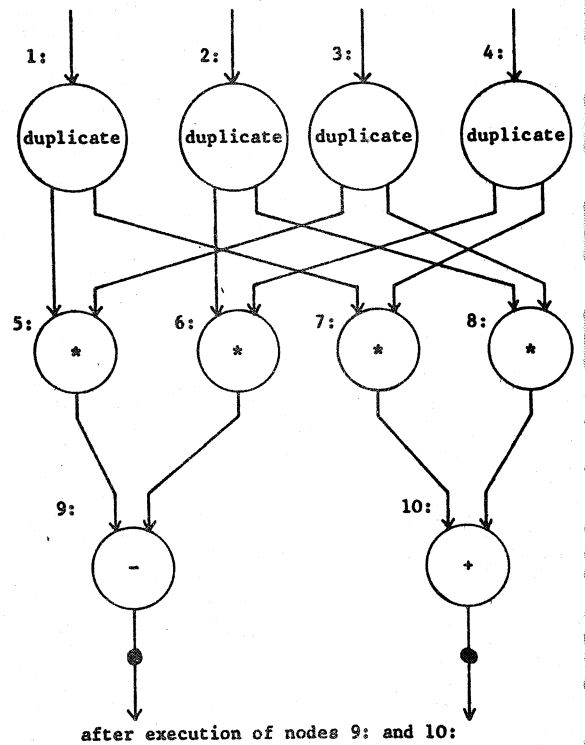 1: 2: 3: 4:
duplicate duplicate duplicate duplicate
5: 6: 7: 8:
* * * *
9: 10:
- +
after execution of nodes 9: and 10: